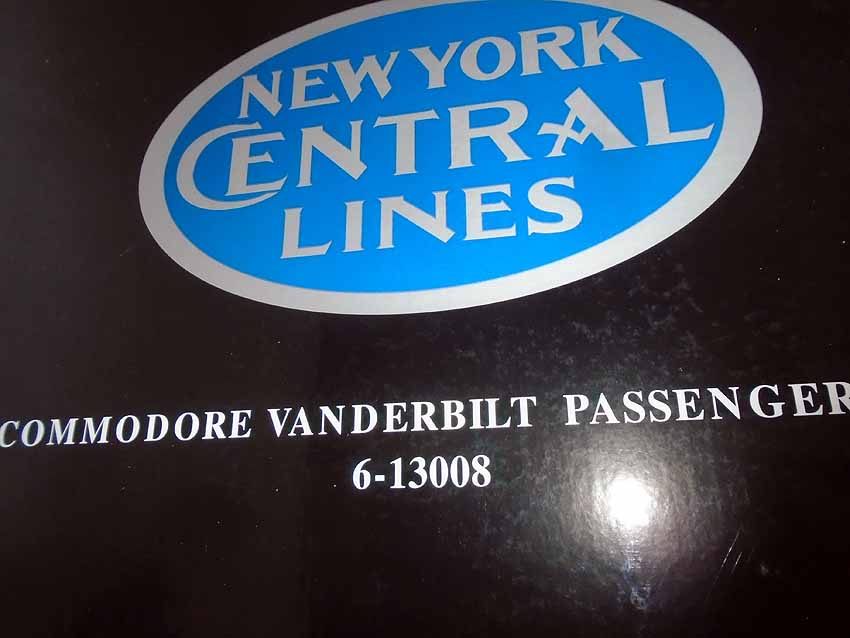 NEW YORK
CENTRAL
LINES
COMMODORE VANDERBILT PASSENGER
6-13008